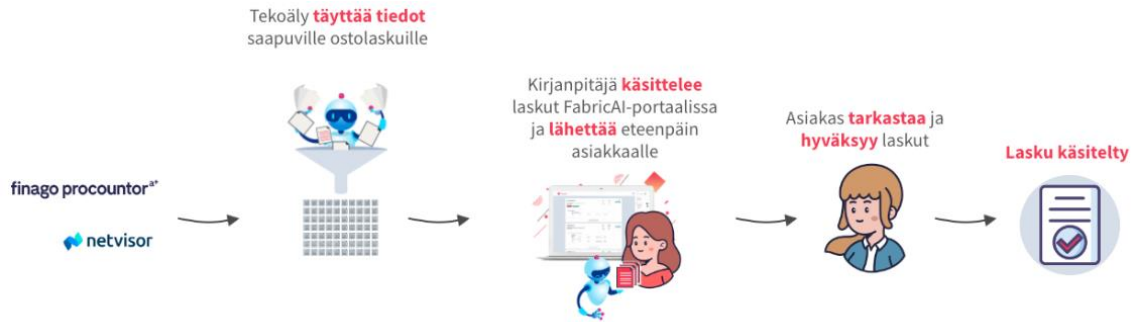 Tekoäly täyttää tiedot
saapuville ostolaskuille
Kirjanpitäjä käsittelee
laskut FabricAI-portaalissa
ja lähettää eteenpäin
asiakkaalle
Asiakas tarkastaa ja
hyväksyy laskut
Lasku käsitelty
finago procountor
netvisor